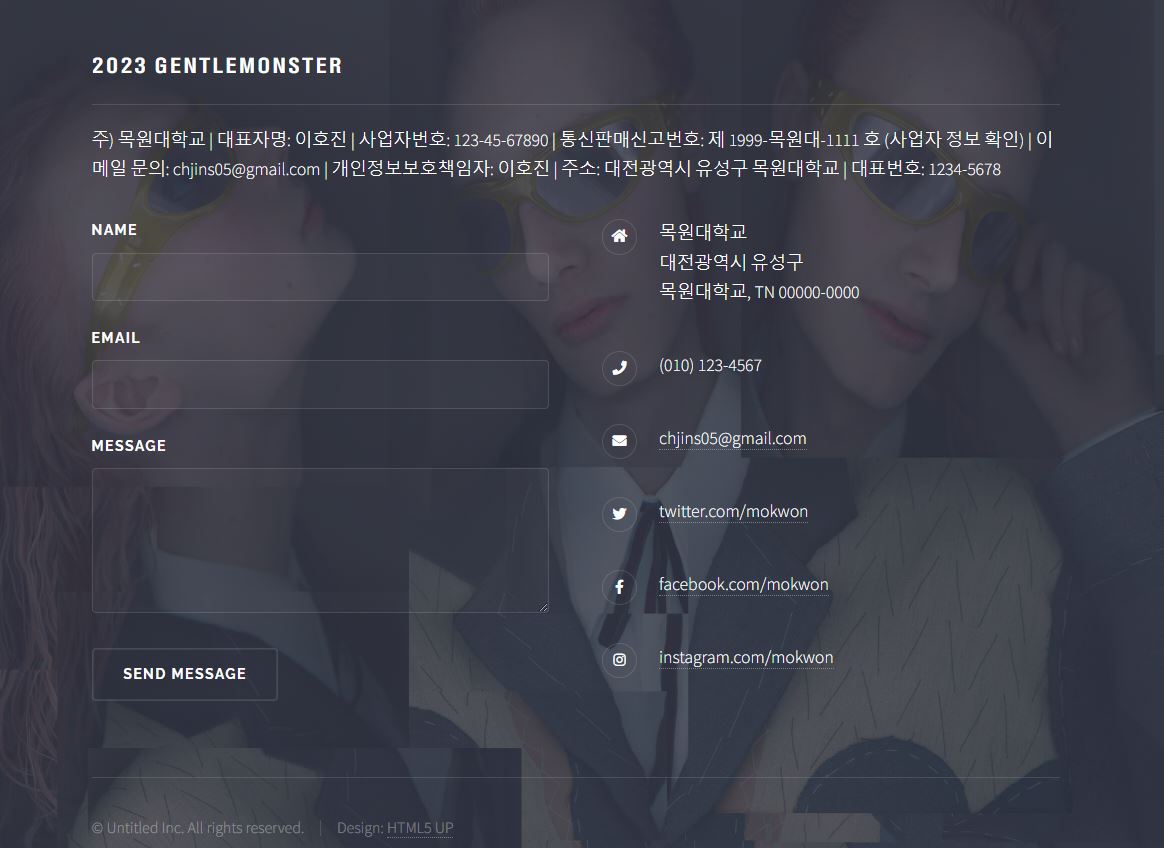 2023 GENTLEMONSTER
주) 목원대학교 | 대표자명: 이호진 | 사업자번호: 123-45-67890 | 통신판매신고번호: 제 1999-목원대-1111 호 (사업자 정보 확인) | 이
메일 문의: chjins05@gmail.com | 개인정보보호책임자: 이호진 | 주소: 대전광역시 유성구 목원대학교 | 대표번호: 1234-5678
NAME
EMAIL
MESSAGE
SEND MESSAGE
목원대학교
대전광역시 유성구
목원대학교, TN 00000-0000
(010) 123-4567
chjins05@gmail.com
twitter.com/mokwon
facebook.com/mokwon
instagram.com/mokwon
© Untitled Inc. All rights reserved. | Design: HTML5 UP